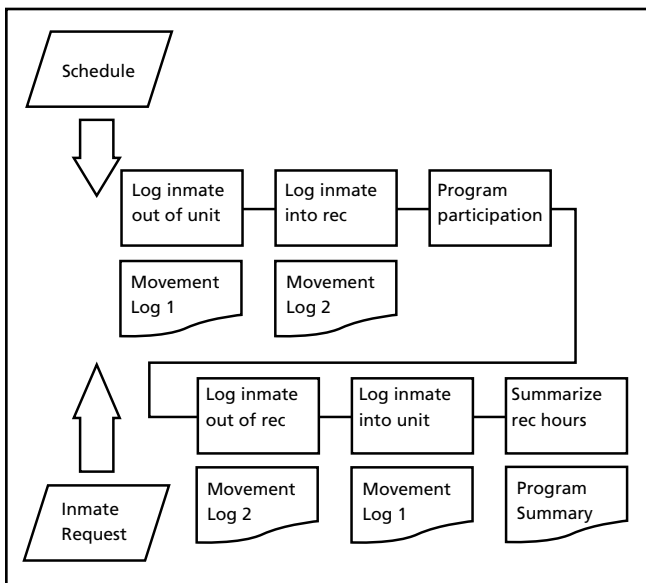 Schedule
Log inmate
out of unit
Log inmate
into rec
Program
participation
Movement
Log 1
Movement
Log 2
Log inmate
out of rec
Log inmate
into unit
Summarize
rec hours
Movement
Log 2
Movement
Log 1
Program
Summary
Inmate
Request